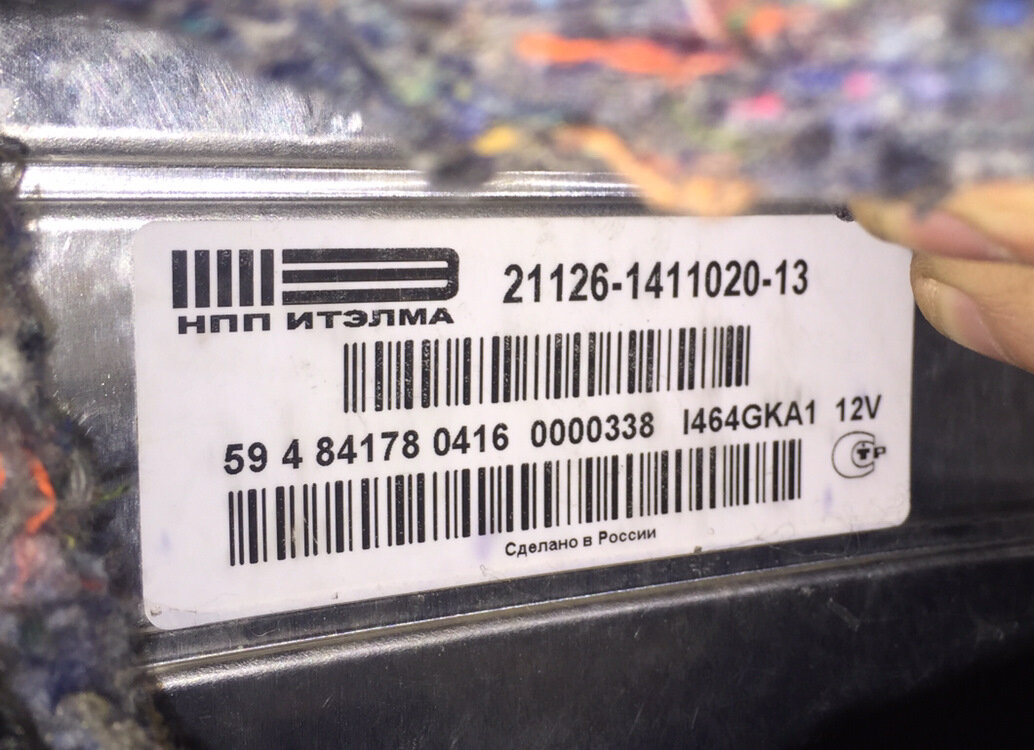 НПП ИТЭЛМА
21126-1411020-13
59 4 84178 0416 0000338 I464GKA1 12V
Сделано в России